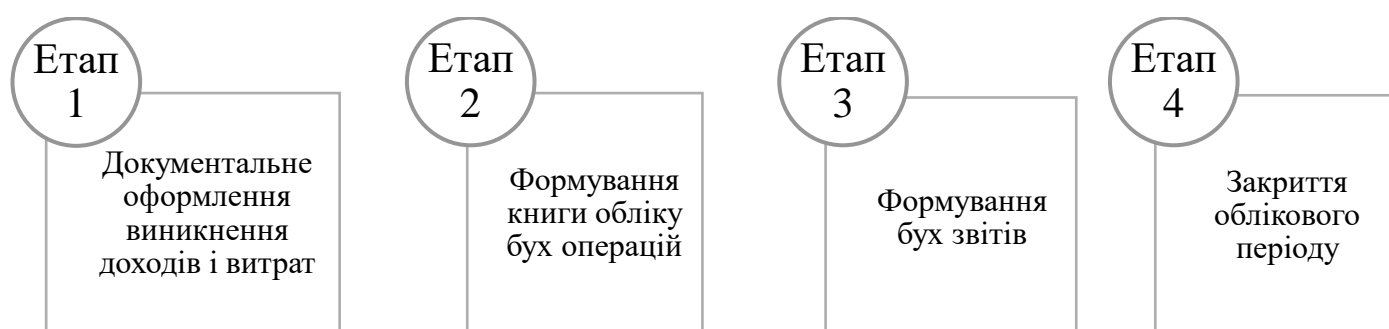 Етап
1
Документальне
оформлення
виникнення
доходів і витрат
Етап
2
Формування
книги обліку
бух операцій
Етап
3
Формування
бух звітів
Етап
4
Закриття
облікового
періоду